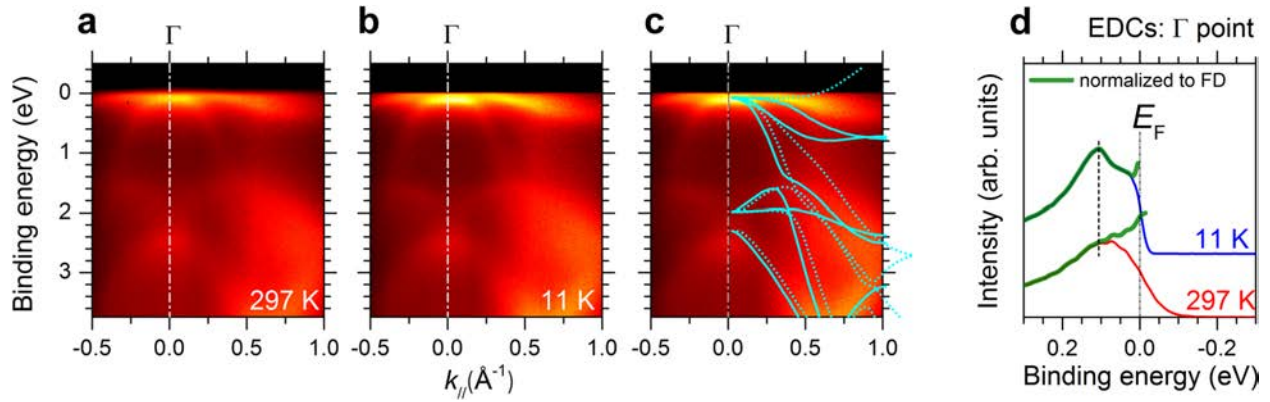 a
Γ
b
Γ
c
Γ
d
EDCs: Γ point
0
1
2
3
Binding energy (eV)
297 K
11 K
-0.5 0.0 0.5 1.0
-0.5 0.0 0.5 1.0
-0.5 0.0 0.5 1.0
k//(Å-1)
normalized to FD
EF
11 K
297 K
Intensity (arb. units)
0.2 0.0 -0.2
Binding energy (eV)